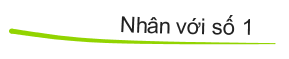 Nhân với số 1